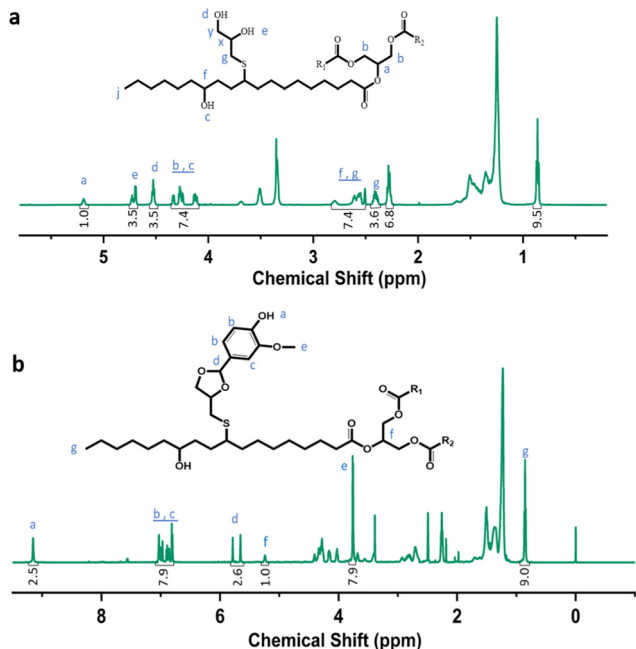 a
d
OH
y
OH
e
x
g
S
O
O
R₁
R₂
b
O
O
b
a
O
f
j
OH
c
O
a
e
d
b , c
f , g
g
1.0
3.5
3.5
7.4
7.4
3.6
6.8
9.5
5
4
3
2
1
Chemical Shift (ppm)
b
b
OH
a
b
O
e
c
d
O
O
S
O
R₁
O
O
f
O
R₂
O
g
OH
a
b , c
d
f
e
g
2.5
7.9
2.6
1.0
7.9
9.0
8
6
4
2
0
Chemical Shift (ppm)